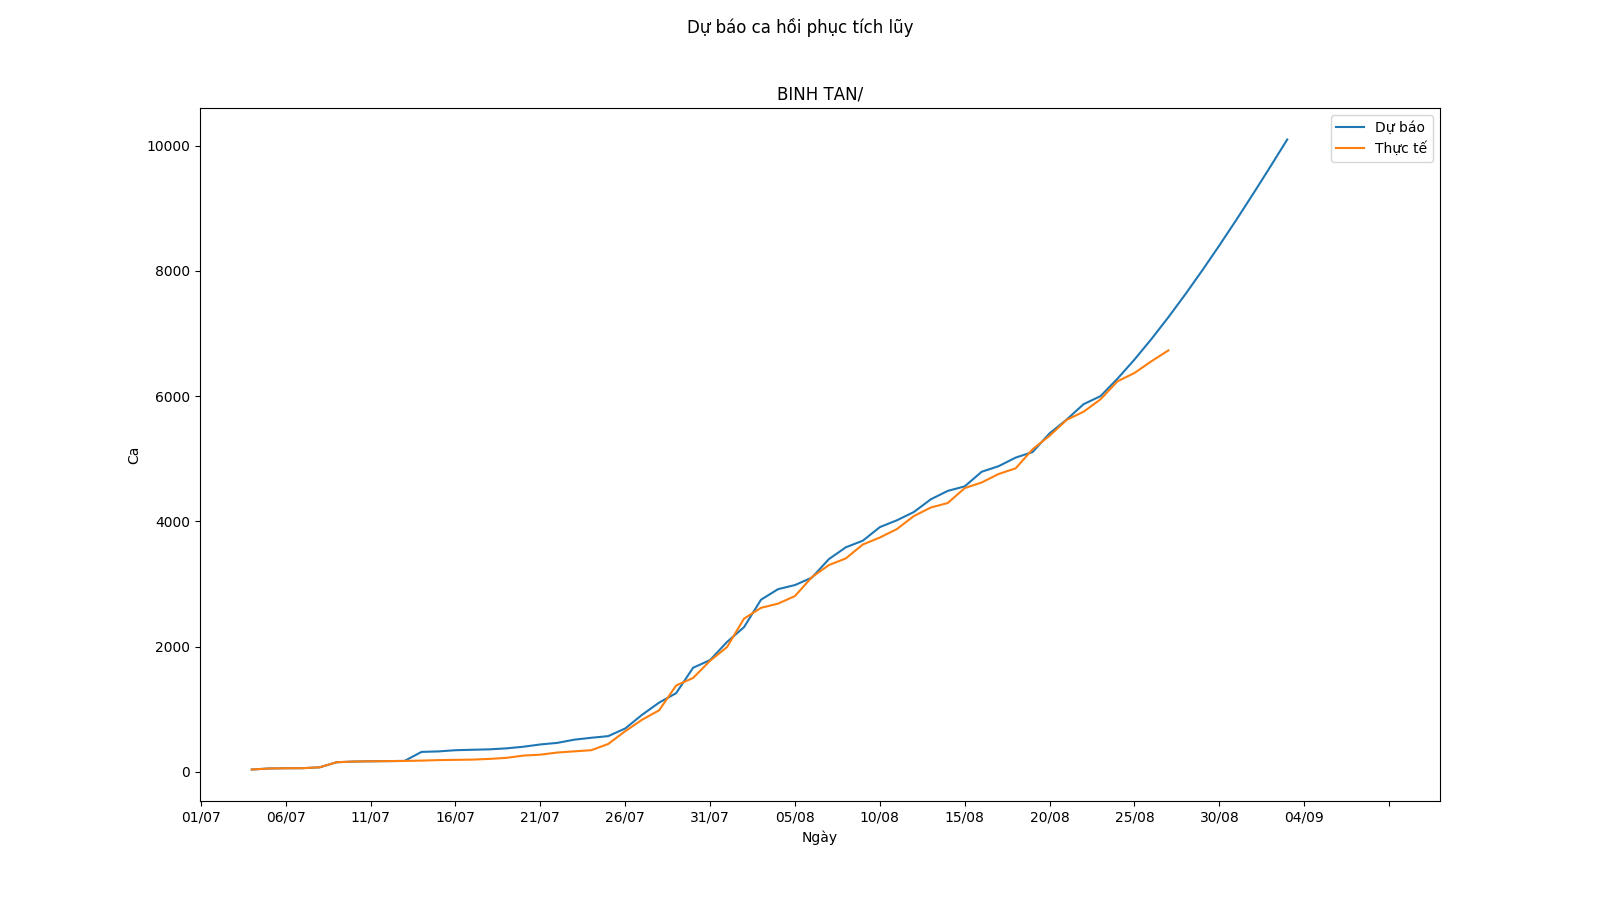 Dự báo ca hồi phục tích lũy
BINH TAN/
Dự báo
Thực tế
10000
8000
6000
4000
2000
0
Ca
01/07 06/07 11/07 16/07 21/07 26/07 31/07 05/08 10/08 15/08 20/08 25/08 30/08 04/09
Ngày